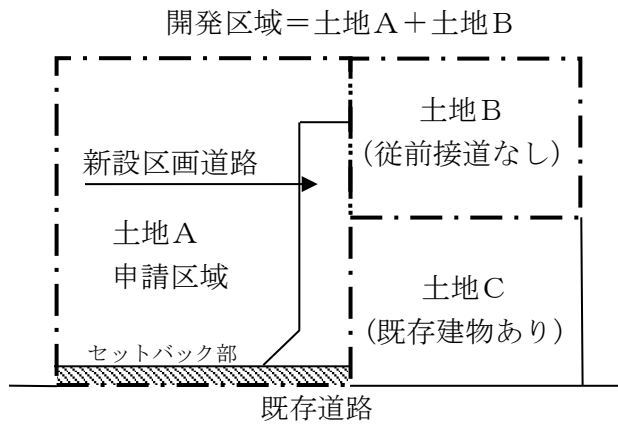 開発区域＝土地Ａ＋土地Ｂ
土地Ｂ
（従前接道なし）
新設区画道路
土地Ａ
申請区域
土地Ｃ
（既存建物あり）
セットバック部
既存道路